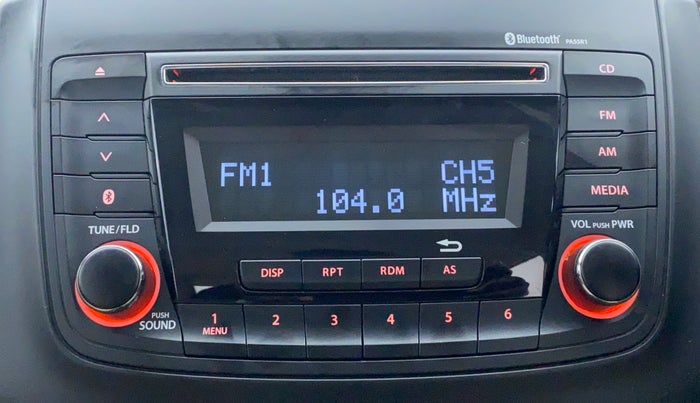 Bluetooth PA55R1
CD
FM
AM
MEDIA
FM1 CH5
104.0 MHz
TUNE/FLD
VOL PUSH PWR
DISP RPT RDM AS
PUSH SOUND
1 MENU 2 3 4 5 6